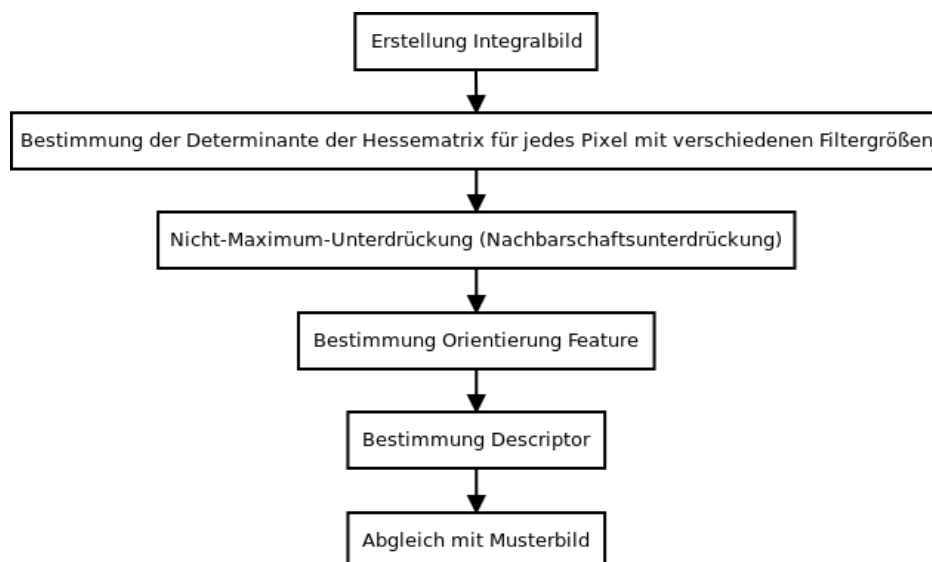 Erstellung Integralbild
Bestimmung der Determinante der Hessematrix für jedes Pixel mit verschiedenen Filtergrößen
Nicht-Maximum-Unterdrückung (Nachbarschaftsunterdrückung)
Bestimmung Orientierung Feature
Bestimmung Descriptor
Abgleich mit Musterbild